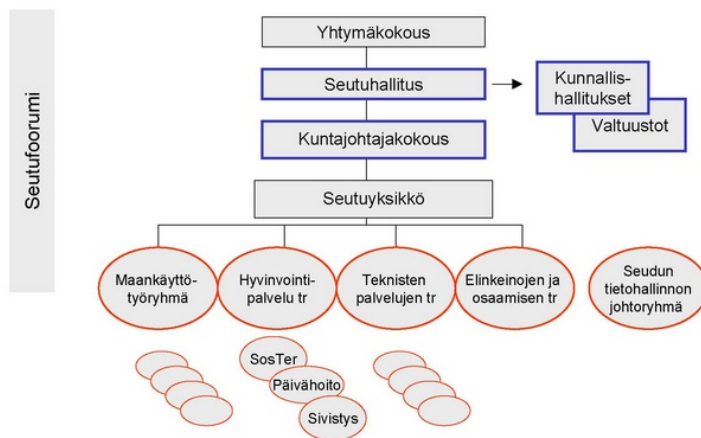 Seutufoorumi
Yhtymäkokous
Seutuhallitus
Kunnallis-
hallitukset
Valtuustot
Kuntajohtajakokous
Seutuyksikkö
Maankäyttö-
työryhmä
Hyvinvointi-
palvelu tr
Teknisten
palvelujen tr
Elinkeinojen ja
osaamisen tr
Seudun
tietohallinnon
johtoryhmä
SosTer
Päivähoito
Sivistys